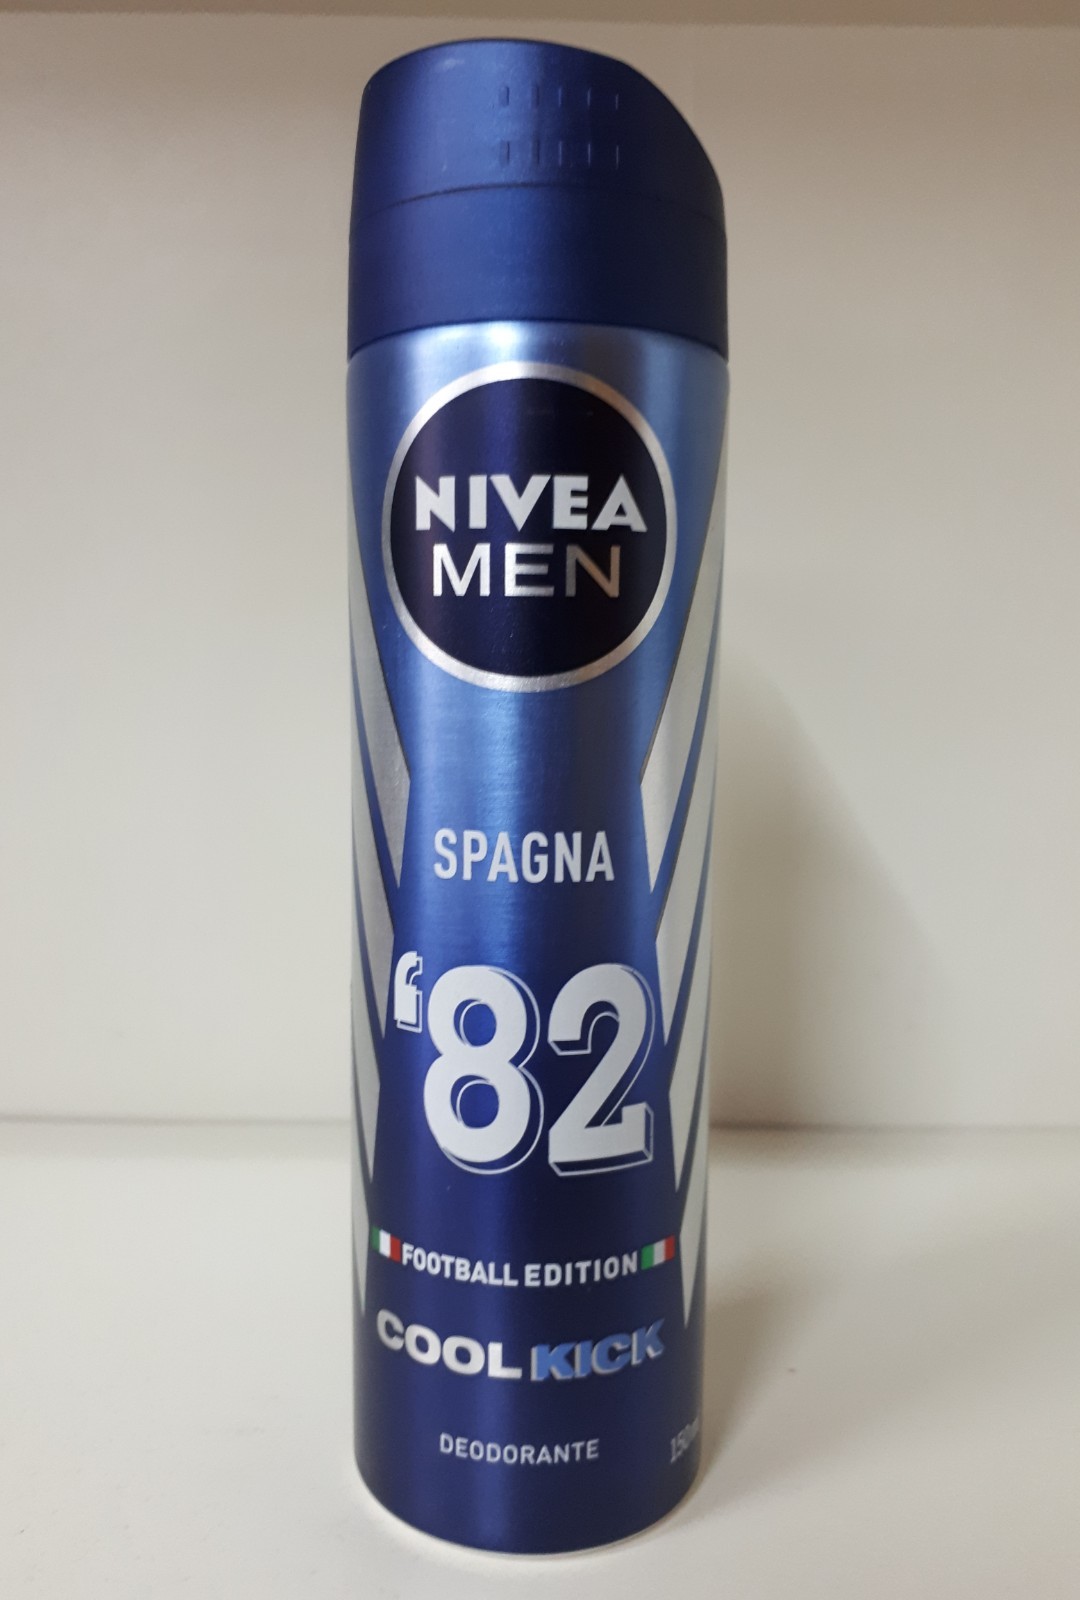 NIVEA
MEN
SPAGNA
‘82
FOOTBALL EDITION
COOL KICK
DEODORANTE